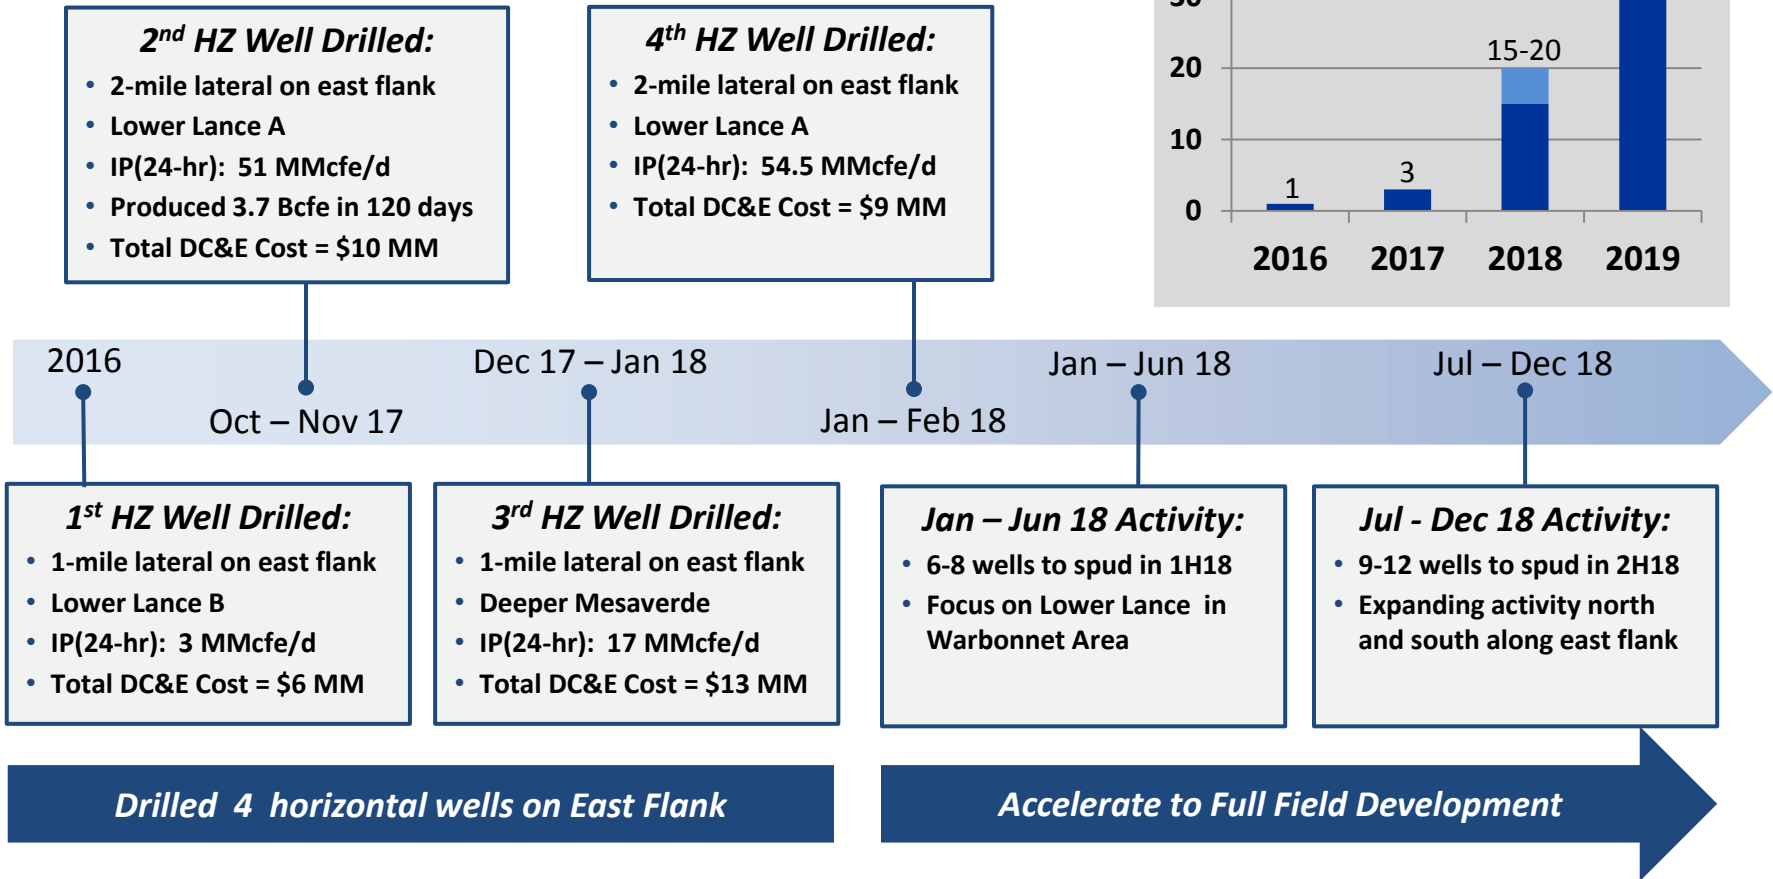 2nd HZ Well Drilled:
• 2-mile lateral on east flank
• Lower Lance A
• IP(24-hr): 51 MMcfe/d
• Produced 3.7 Bcfe in 120 days
• Total DC&E Cost = $10 MM
4th HZ Well Drilled:
• 2-mile lateral on east flank
• Lower Lance A
• IP(24-hr): 54.5 MMcfe/d
• Total DC&E Cost = $9 MM
20
10
0
1
3
15-20
2016 2017 2018 2019
2016
Oct – Nov 17
Dec 17 – Jan 18
Jan – Feb 18
Jan – Jun 18
Jul – Dec 18
1st HZ Well Drilled:
• 1-mile lateral on east flank
• Lower Lance B
• IP(24-hr): 3 MMcfe/d
• Total DC&E Cost = $6 MM
3rd HZ Well Drilled:
• 1-mile lateral on east flank
• Deeper Mesaverde
• IP(24-hr): 17 MMcfe/d
• Total DC&E Cost = $13 MM
Jan – Jun 18 Activity:
• 6-8 wells to spud in 1H18
• Focus on Lower Lance in
Warbonnet Area
Jul - Dec 18 Activity:
• 9-12 wells to spud in 2H18
• Expanding activity north
and south along east flank
Drilled 4 horizontal wells on East Flank
Accelerate to Full Field Development